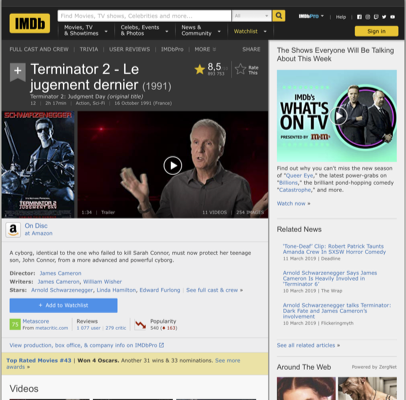 IMDb
Find Movies, TV shows, Celebrities and more...
All
Movies, TV
& Showtimes
Celebs, Events
& Photos
News &
Community
Watchlist
IMDbPro
Help
Sign in
FULL CAST AND CREW | TRIVIA | USER REVIEWS | IMDbPro | MORE
SHARE
Terminator 2 - Le
jugement dernier (1991)
Terminator 2: Judgment Day (original title)
12 | 2h 17min | Action, Sci-Fi | 16 October 1991 (France)
8,5
Rate
This
SCHWARZENEGGER
TERMINATOR 2
1:34 | Trailer
11 VIDEOS
On Disc
at Amazon
A cyborg, identical to the one who failed to kill Sarah Connor, must now protect her teenage
son, John Connor, from a more advanced and powerful cyborg.
Director: James Cameron
Writers: James Cameron, William Wisher
Stars: Arnold Schwarzenegger, Linda Hamilton, Edward Furlong | See full cast & crew »
+ Add to Watchlist
Metascore
From metacritic.com
Reviews
1 077 user | 279 critic
Popularity
View production, box office, & company info on IMDbPro
Top Rated Movies #43 | Won 4 Oscars. Another 31 wins & 33 nominations. See more
awards »
Videos
The Shows Everyone Will Be Talking
About This Week
IMDb's
WHAT'S
ON TV
PRESENTED BY M&M'S
Find out why you can't miss the new season
of "Queer Eye," the latest power-grabs on
"Billions," the brilliant pond-hopping comedy
"Catastrophe," and more.
Watch now »
Related News
'Tone-Deaf' Clip: Robert Patrick Taunts
Amanda Crew In SXSW Horror Comedy
11 March 2019 | Deadline
Arnold Schwarzenegger Says James
Cameron Is Heavily Involved in
'Terminator 6'
10 March 2019 | The Wrap
Arnold Schwarzenegger talks Terminator:
Dark Fate and James Cameron's
involvement
10 March 2019 | Flickeringmyth
See all related articles »
Around The Web
Powered by ZergNet